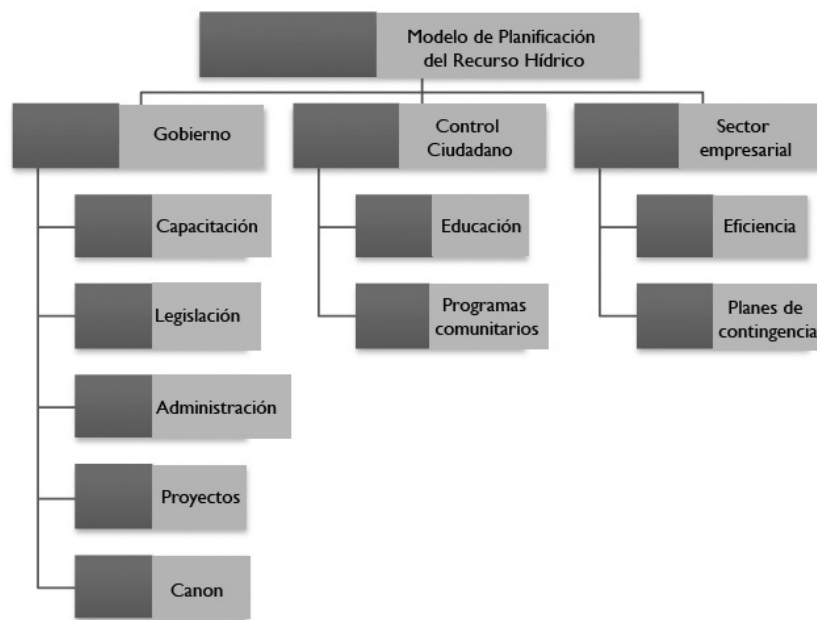 Modelo de Planificación
del Recurso Hídrico
Gobierno
Capacitación
Legislación
Administración
Proyectos
Canon
Control
Ciudadano
Educación
Programas
comunitarios
Sector
empresarial
Eficiencia
Planes de
contingencia